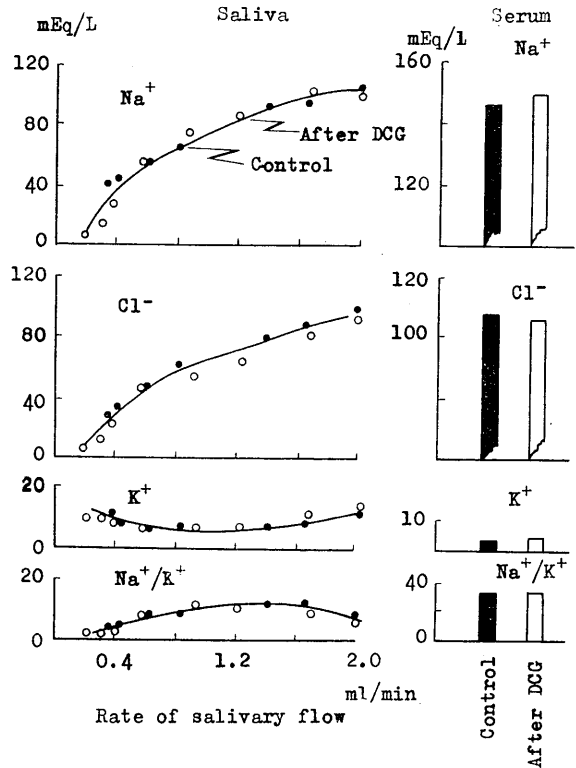 Saliva
Serum
mEq/L
mEq/l
120
80
40
0
Na+
After DCG
Control
160
120
Na+
120
80
40
0
Cl-
120
100
Cl-
20
0
K+
10
K+
20
0
Na+/K+
40
0
Na+/K+
0.4 1.2 2.0
ml/min
Rate of salivary flow
Control
After DCG